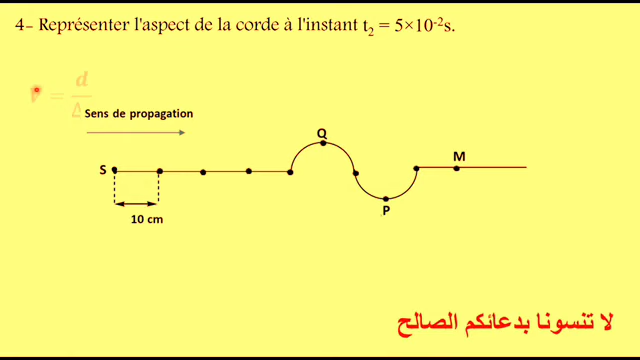 4- Représenter l'aspect de la corde à l'instant t₂ = 5×10⁻²s.
V = d
Δ
Sens de propagation
Q
S
M
P
10 cm
لا تنسونا بدعائكم الصالح